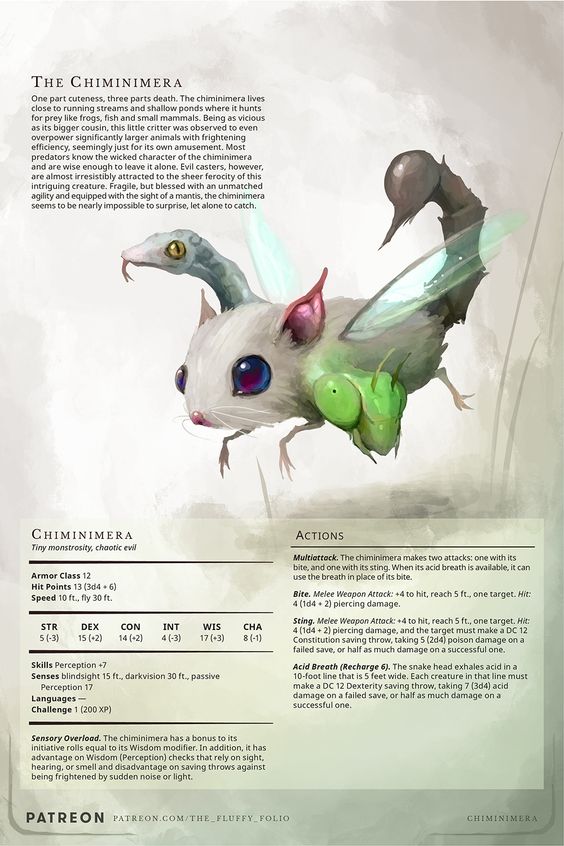 The Chiminimera
One part cuteness, three parts death. The chiminimera lives
close to running streams and shallow ponds where it hunts
for prey like frogs, fish and small mammals. Being as vicious
as its bigger cousin, this little critter was observed to even
overpower significantly larger animals with frightening
efficiency, seemingly just for its own amusement. Most
predators know the wicked character of the chiminimera
and are wise enough to leave it alone. Evil casters, however,
are almost irresistibly attracted to the sheer ferocity of this
intriguing creature. Fragile, but blessed with an unmatched
agility and equipped with the sight of a mantis, the chiminimera
seems to be nearly impossible to surprise, let alone to catch.
Chiminimera
Tiny monstrosity, chaotic evil
Armor Class 12
Hit Points 13 (3d4 + 6)
Speed 10 ft., fly 30 ft.
STR DEX CON INT WIS CHA
5 (-3) 15 (+2) 14 (+2) 4 (-3) 17 (+3) 8 (-1)
Skills Perception +7
Senses blindsight 15 ft., darkvision 30 ft., passive
Perception 17
Languages —
Challenge 1 (200 XP)
Sensory Overload. The chiminimera has a bonus to its
initiative rolls equal to its Wisdom modifier. In addition, it has
advantage on Wisdom (Perception) checks that rely on sight,
hearing, or smell and disadvantage on saving throws against
being frightened by sudden noise or light.
Actions
Multiattack. The chiminimera makes two attacks: one with its
bite, and one with its sting. When its acid breath is available, it can
use the breath in place of its bite.
Bite. Melee Weapon Attack: +4 to hit, reach 5 ft., one target. Hit:
4 (1d4 + 2) piercing damage.
Sting. Melee Weapon Attack: +4 to hit, reach 5 ft., one target. Hit:
4 (1d4 + 2) piercing damage, and the target must make a DC 12
Constitution saving throw, taking 5 (2d4) poison damage on a
failed save, or half as much damage on a successful one.
Acid Breath (Recharge 6). The snake head exhales acid in a
10-foot line that is 5 feet wide. Each creature in that line must
make a DC 12 Dexterity saving throw, taking 7 (3d4) acid
damage on a failed save, or half as much damage on a
successful one.
PATREON PATREON.COM/THE_FLUFFY_FOLIO
CHIMINIMERA